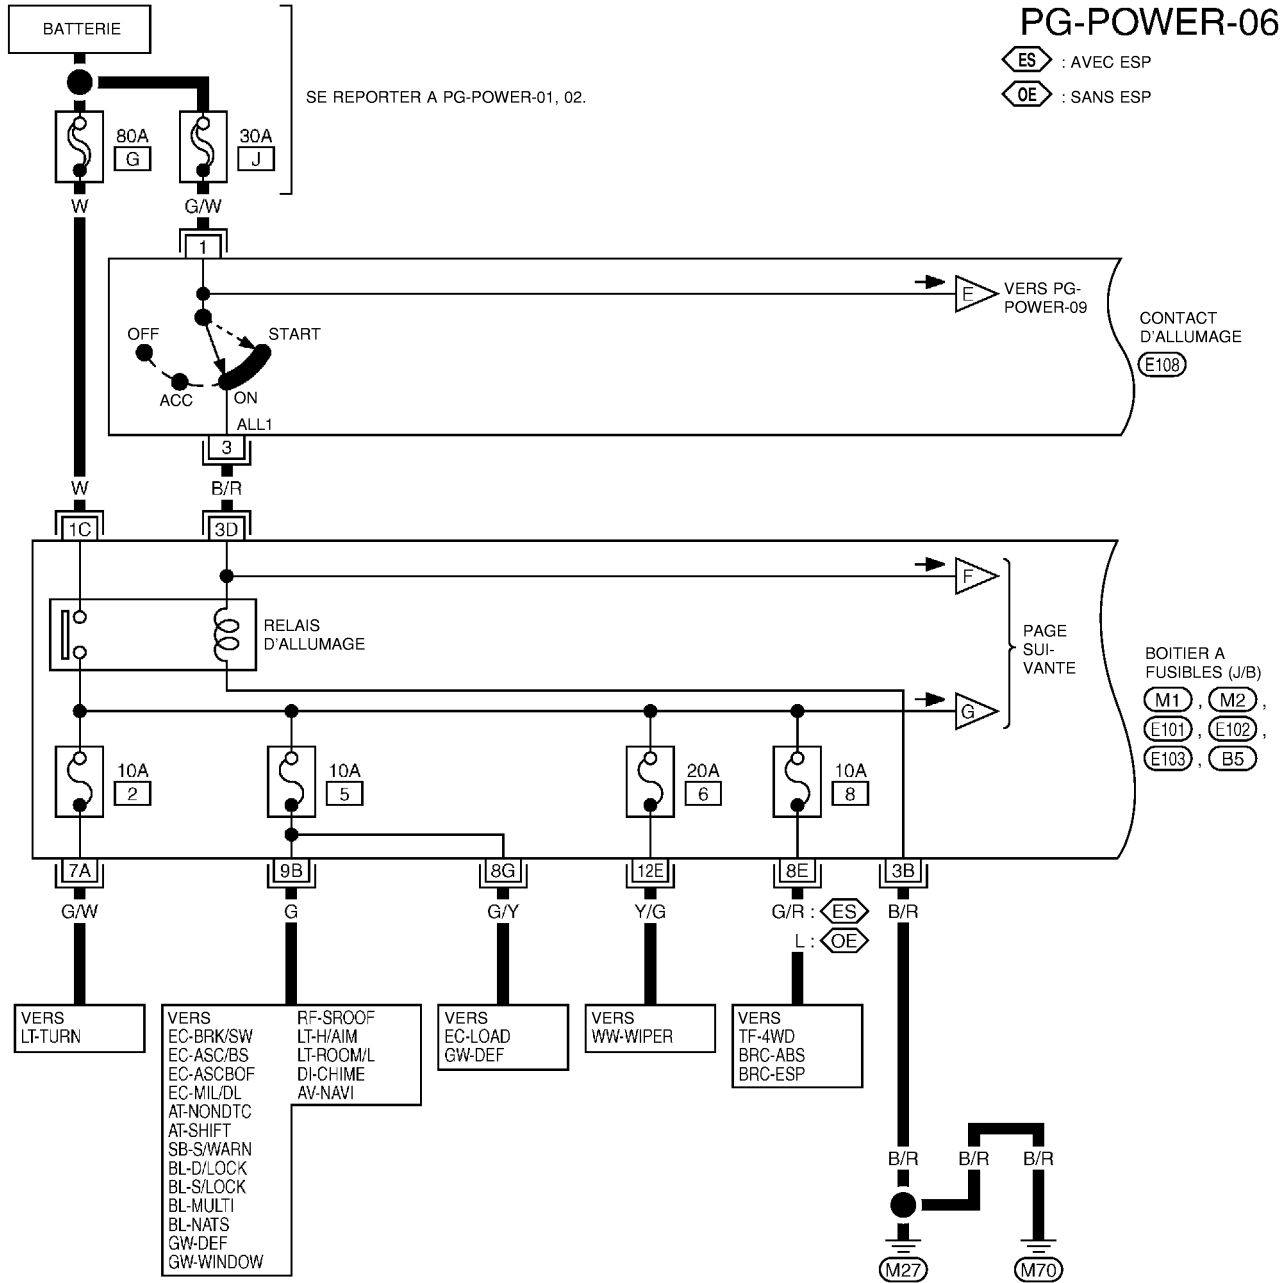 PG-POWER-06
BATTERIE
ES : AVEC ESP
OE : SANS ESP
SE REPORTER A PG-POWER-01, 02.
80A
G
30A
J
W
G/W
1
E
VERS PG-
POWER-09
OFF
START
ACC
ON
ALL1
CONTACT
D'ALLUMAGE
E108
3
W
B/R
1C
3D
F
RELAIS
D'ALLUMAGE
PAGE
SUI-
VANTE
G
BOITIER A
FUSIBLES (J/B)
M1 , M2 ,
E101 , E102 ,
E103 , B5
10A
2
10A
5
20A
6
10A
8
7A
9B
8G
12E
8E
3B
G/W
G
G/Y
Y/G
G/R : ES
L : OE
B/R
VERS
LT-TURN
VERS
EC-BRK/SW
EC-ASC/BS
EC-ASCBOF
EC-MIL/DL
AT-NONDTC
AT-SHIFT
SB-S/WARN
BL-D/LOCK
BL-S/LOCK
BL-MULTI
BL-NATS
GW-DEF
GW-WINDOW
RF-SROOF
LT-H/AIM
LT-ROOM/L
DI-CHIME
AV-NAVI
VERS
EC-LOAD
GW-DEF
VERS
WW-WIPER
VERS
TF-4WD
BRC-ABS
BRC-ESP
B/R
B/R
B/R
M27
M70